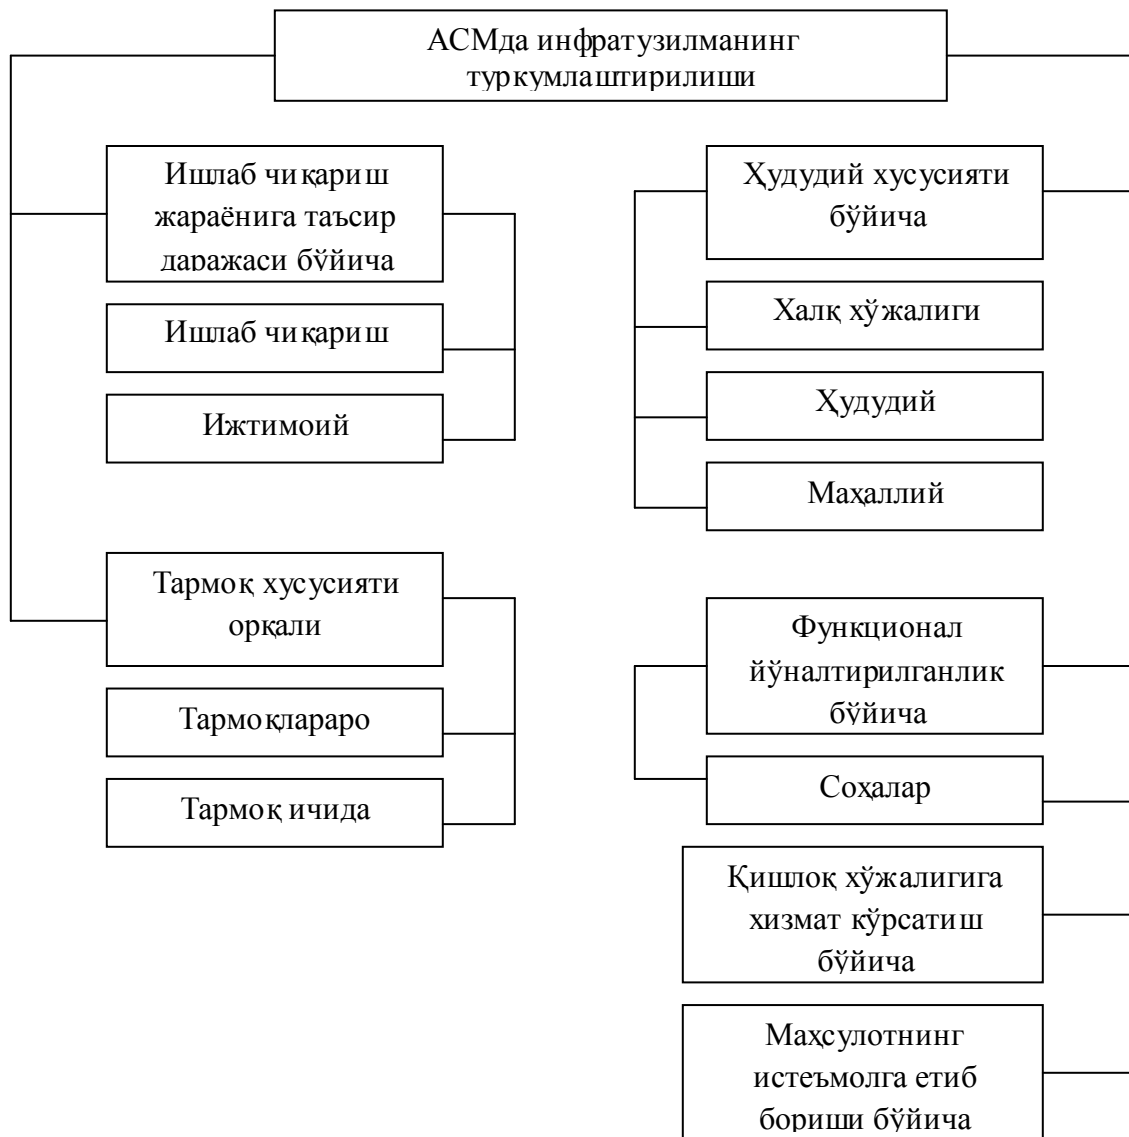 АСМда инфратузилманинг
туркумлаштирилиши
Ишлаб чиқариш
жараёнига таъсир
даражаси бўйича
Ишлаб чиқариш
Ижтимоий
Тармоқ хусусияти
орқали
Тармоқлараро
Тармоқ ичида
Ҳудудий хусусияти
бўйича
Халқ хўжалиги
Ҳудудий
Маҳаллий
Функционал
йўналтирилганлик
бўйича
Соҳалар
Қишлоқ хўжалигига
хизмат кўрсатиш
бўйича
Маҳсулотнинг
истеъмолга етиб
бориши бўйича